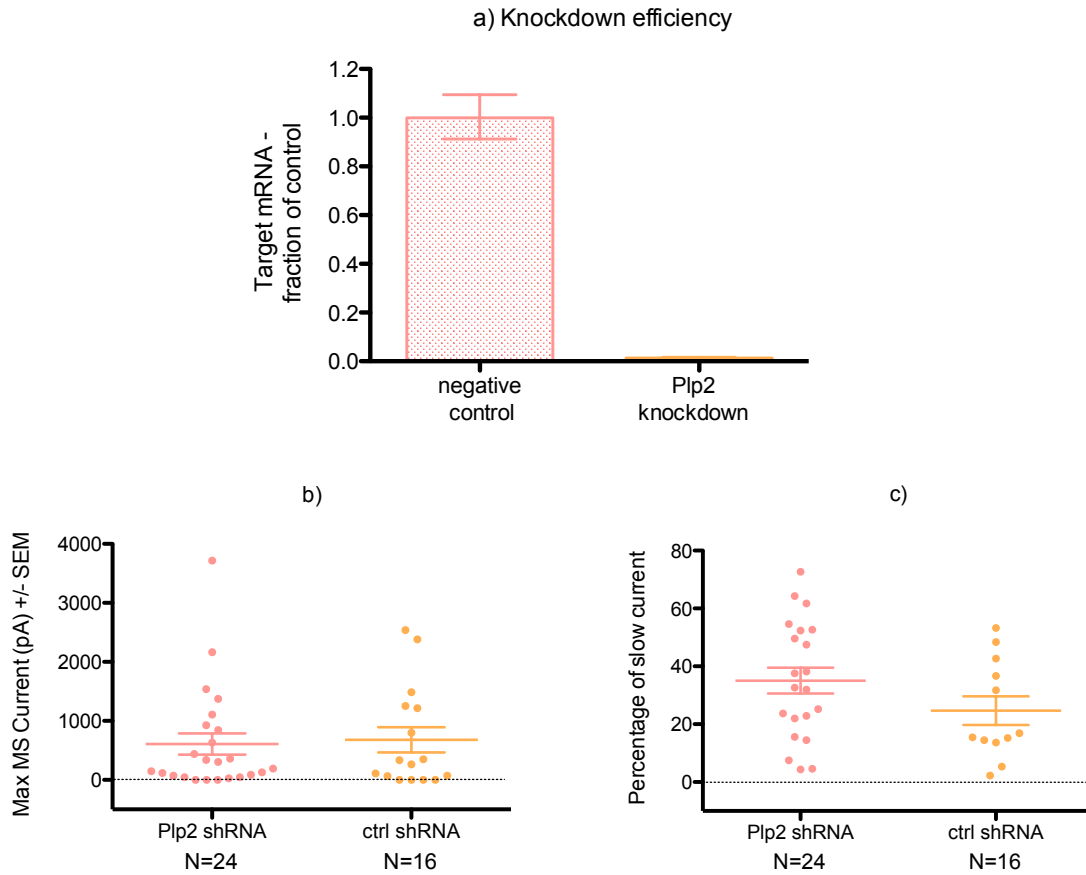 a) Knockdown efficiency
Target mRNA -
fraction of control
1.2
1.0
0.8
0.6
0.4
0.2
0.0
negative
control
Plp2
knockdown
b)
Max MS Current (pA) +/- SEM
4000
3000
2000
1000
0
Plp2 shRNA
ctrl shRNA
N=24
N=16
c)
Percentage of slow current
80
60
40
20
0
Plp2 shRNA
ctrl shRNA
N=24
N=16